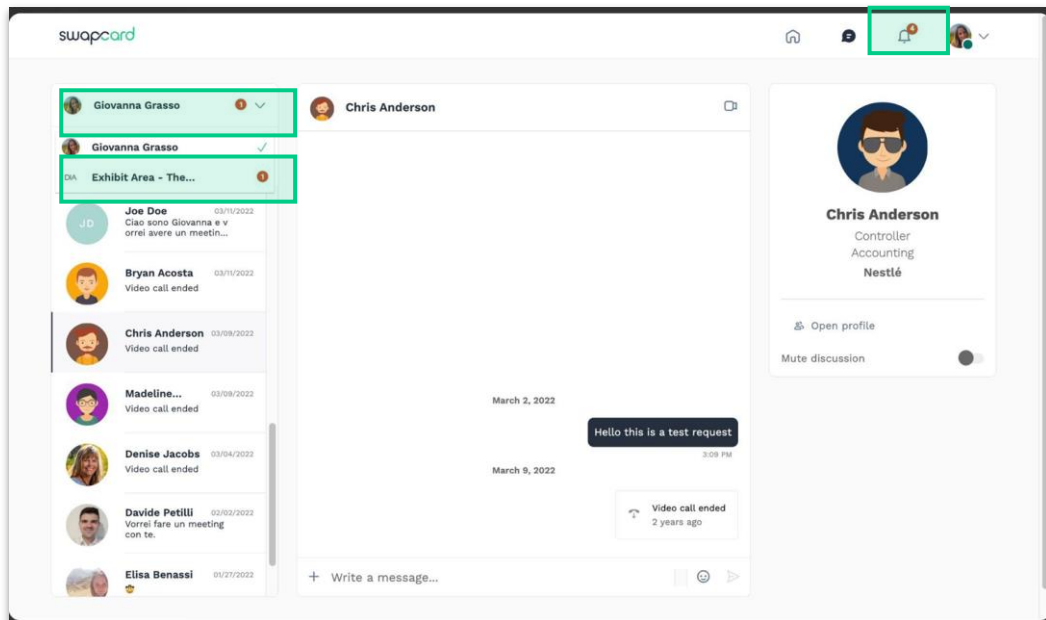 swapcard
4
Giovanna Grasso 1
Giovanna Grasso
DIA Exhibit Area - The... 1
JD
Joe Doe 03/11/2022
Ciao sono Giovanna e v
orrei avere un meetin...
Bryan Acosta 03/11/2022
Video call ended
Chris Anderson 03/09/2022
Video call ended
Madeline... 03/09/2022
Video call ended
Denise Jacobs 03/04/2022
Video call ended
Davide Petilli 02/02/2022
Vorrei fare un meeting
con te.
Elisa Benassi 01/27/2022
Chris Anderson
March 2, 2022
Hello this is a test request
3:09 PM
March 9, 2022
Video call ended
2 years ago
Write a message...
Chris Anderson
Controller
Accounting
Nestlé
Open profile
Mute discussion